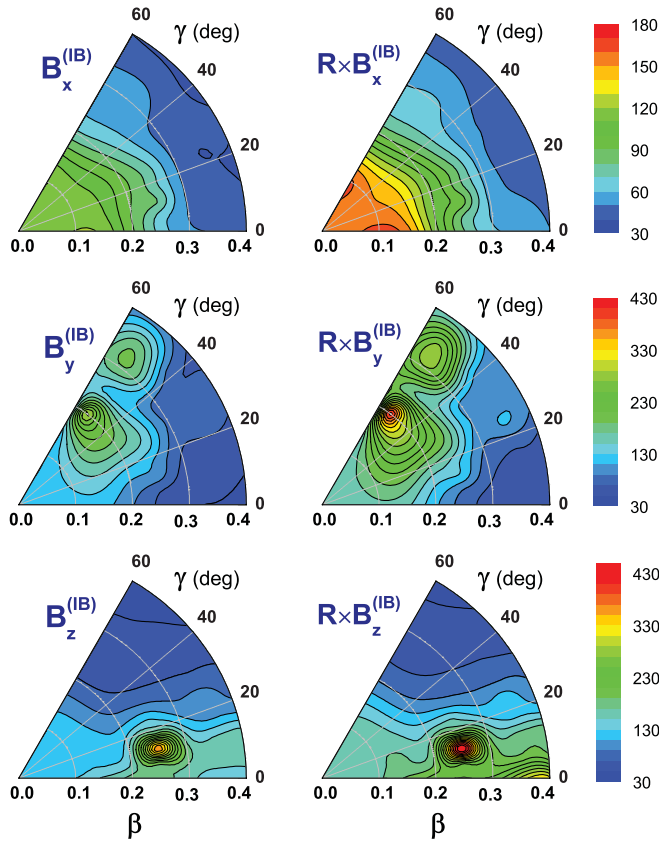 60 γ (deg) 60 γ (deg) 180
B_x^(IB) 40 R×B_x^(IB) 40 150
120
20 20 90
60
0 0 30
0.0 0.1 0.2 0.3 0.4 0.0 0.1 0.2 0.3 0.4
60 γ (deg) 60 γ (deg) 430
B_y^(IB) 40 R×B_y^(IB) 40 330
20 20 230
130
0 0 30
0.0 0.1 0.2 0.3 0.4 0.0 0.1 0.2 0.3 0.4
60 γ (deg) 60 γ (deg) 430
B_z^(IB) 40 R×B_z^(IB) 40 330
20 20 230
130
0 0 30
0.0 0.1 0.2 0.3 0.4 0.0 0.1 0.2 0.3 0.4
β β